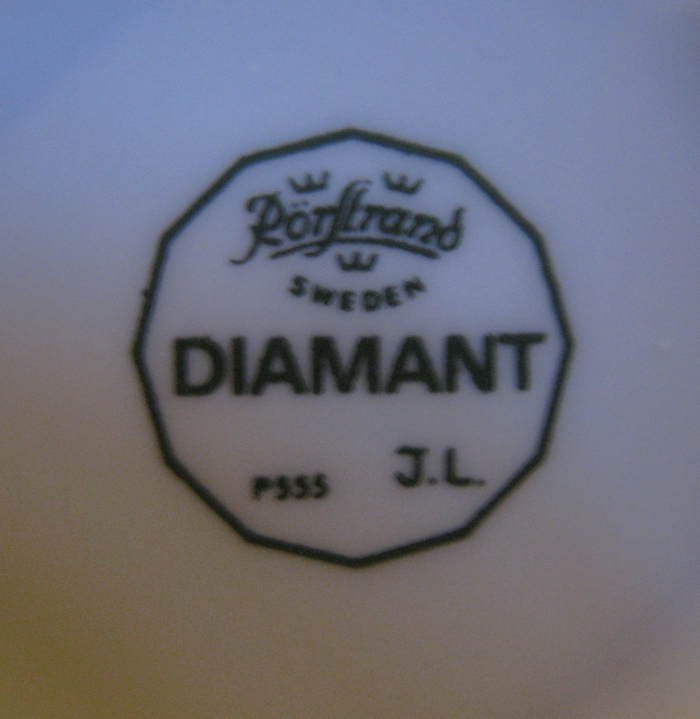 Rörstrand
SWEDEN
DIAMANT
P555 J.L.